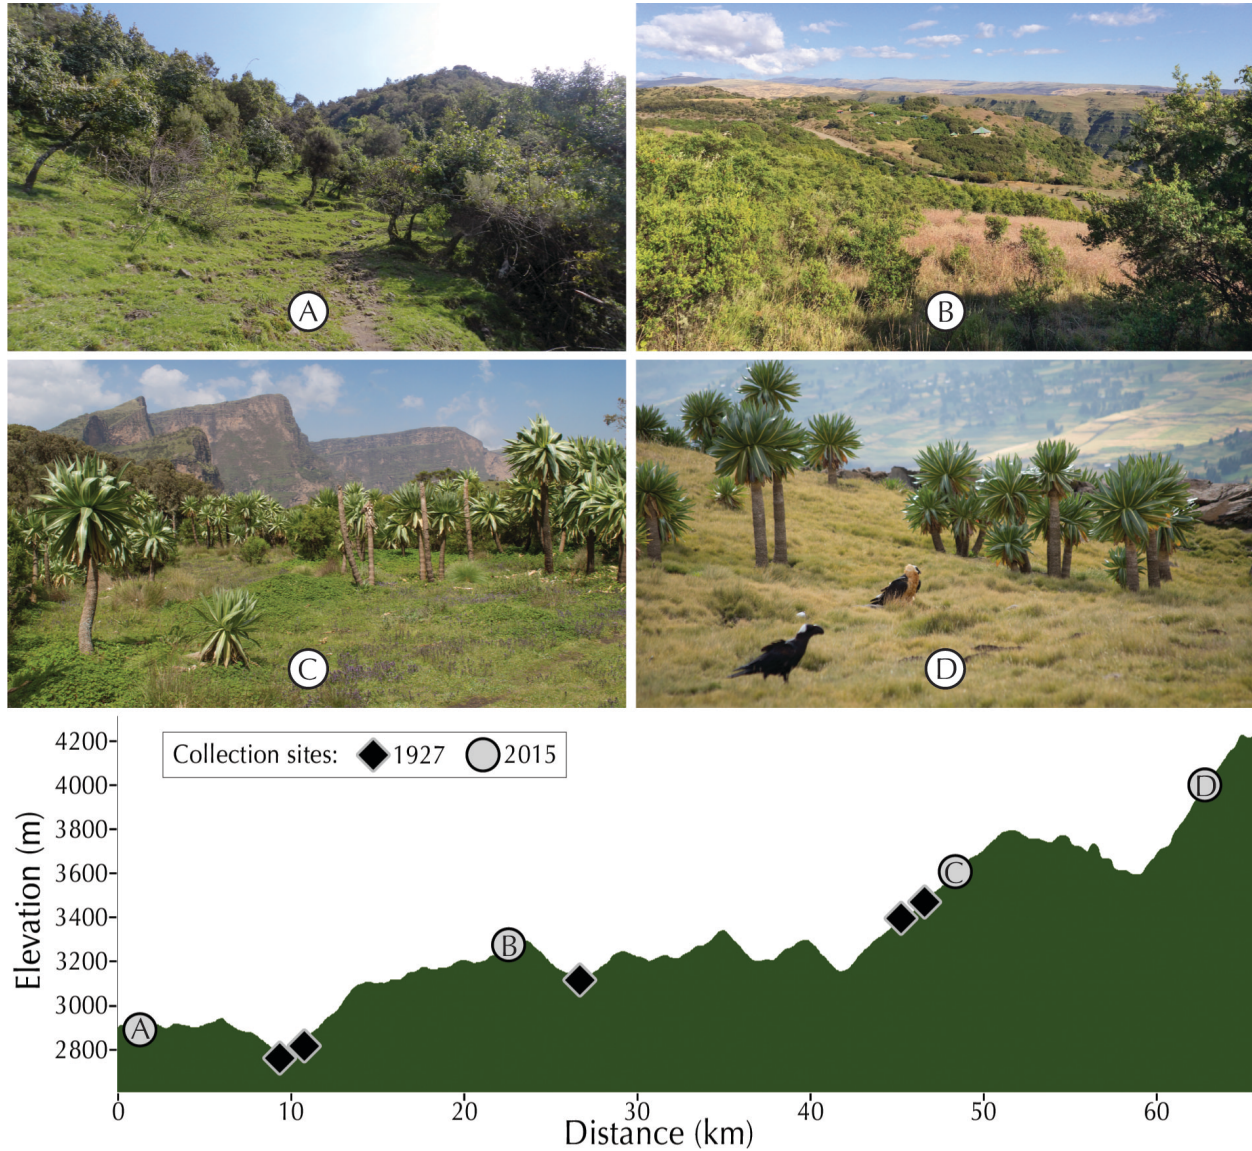 A
B
C
D
Collection sites: 1927 2015
4200
4000
3800
3600
3400
3200
3000
2800
Elevation (m)
A
B
C
D
0 10 20 30 40 50 60
Distance (km)